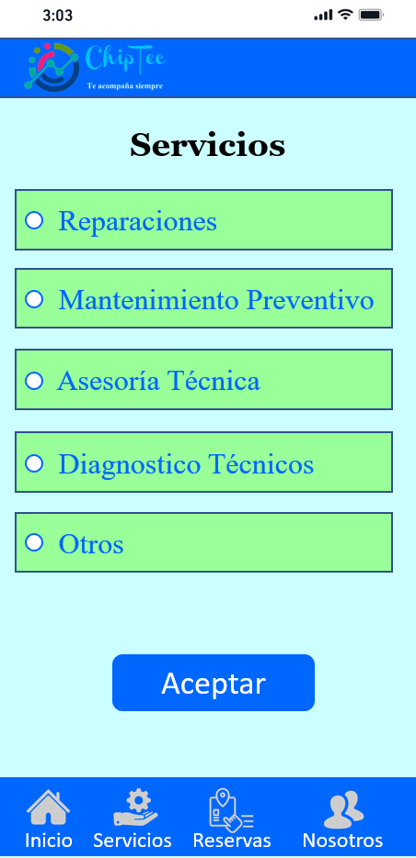 3:03
ChipTec
Te acompaña siempre
Servicios
Reparaciones
Mantenimiento Preventivo
Asesoría Técnica
Diagnostico Técnicos
Otros
Aceptar
Inicio Servicios Reservas Nosotros